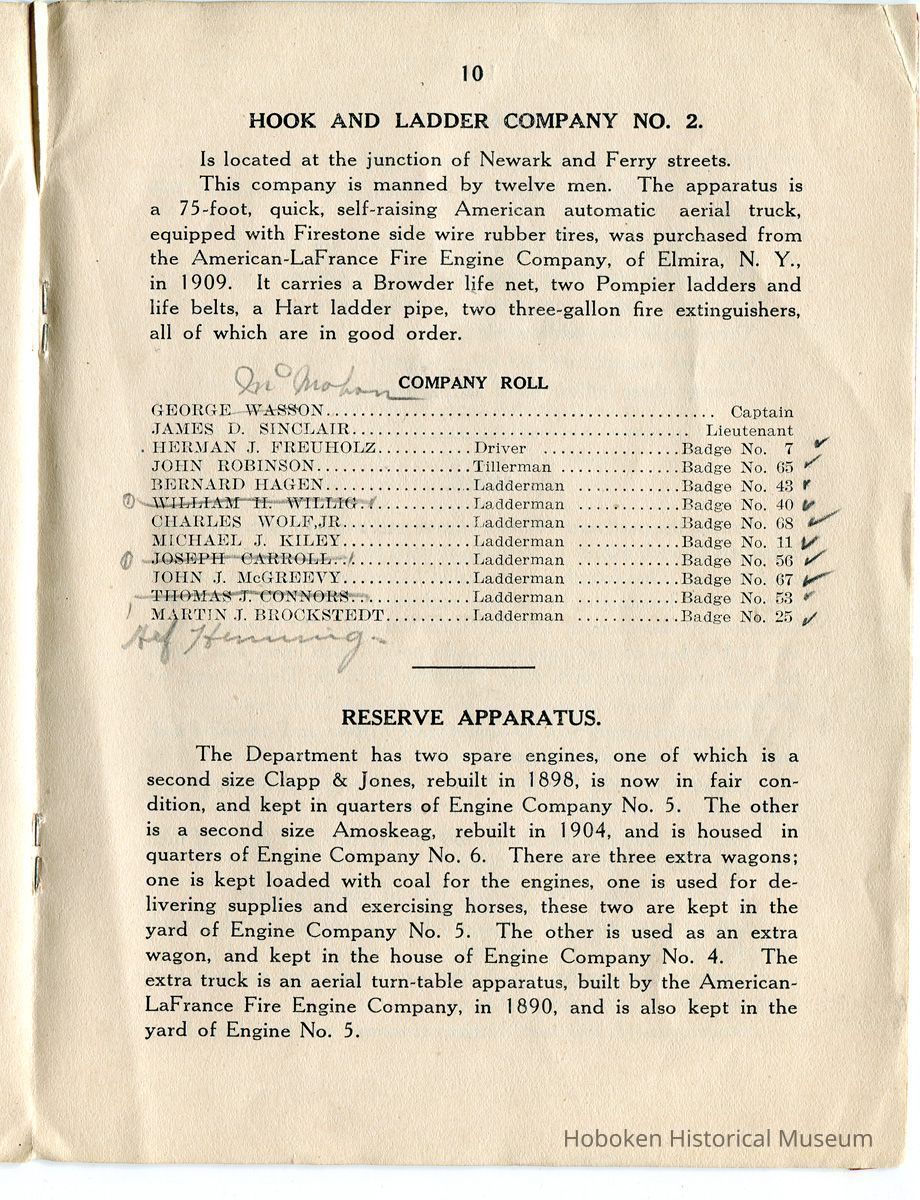 10
HOOK AND LADDER COMPANY NO. 2.
Is located at the junction of Newark and Ferry streets.
This company is manned by twelve men. The apparatus is
a 75-foot, quick, self-raising American automatic aerial truck,
equipped with Firestone side wire rubber tires, was purchased from
the American-LaFrance Fire Engine Company, of Elmira, N. Y.,
in 1909. It carries a Browder life net, two Pompier ladders and
life belts, a Hart ladder pipe, two three-gallon fire extinguishers,
all of which are in good order.
McMohon
COMPANY ROLL
GEORGE WASSON............................................ Captain
JAMES D. SINCLAIR....................................... Lieutenant
HERMAN J. FREUHOLZ...........Driver ................Badge No. 7
JOHN ROBINSON..................Tillerman ..............Badge No. 65
BERNARD HAGEN.................Ladderman ............Badge No. 43
WILLIAM H. WILLIG.............Ladderman ............Badge No. 40
CHARLES WOLF,JR...............Ladderman ............Badge No. 68
MICHAEL J. KILEY...............Ladderman ............Badge No. 11
JOSEPH CARROLL................Ladderman ............Badge No. 56
JOHN J. McGREEVY...............Ladderman ............Badge No. 67
THOMAS J. CONNORS..............Ladderman ............Badge No. 53
MARTIN J. BROCKSTEDT..........Ladderman ............Badge No. 25
Hemming
RESERVE APPARATUS.
The Department has two spare engines, one of which is a
second size Clapp & Jones, rebuilt in 1898, is now in fair con-
dition, and kept in quarters of Engine Company No. 5. The other
is a second size Amoskeag, rebuilt in 1904, and is housed in
quarters of Engine Company No. 6. There are three extra wagons;
one is kept loaded with coal for the engines, one is used for de-
livering supplies and exercising horses, these two are kept in the
yard of Engine Company No. 5. The other is used as an extra
wagon, and kept in the house of Engine Company No. 4. The
extra truck is an aerial turn-table apparatus, built by the American-
LaFrance Fire Engine Company, in 1890, and is also kept in the
yard of Engine No. 5.
Hoboken Historical Museum